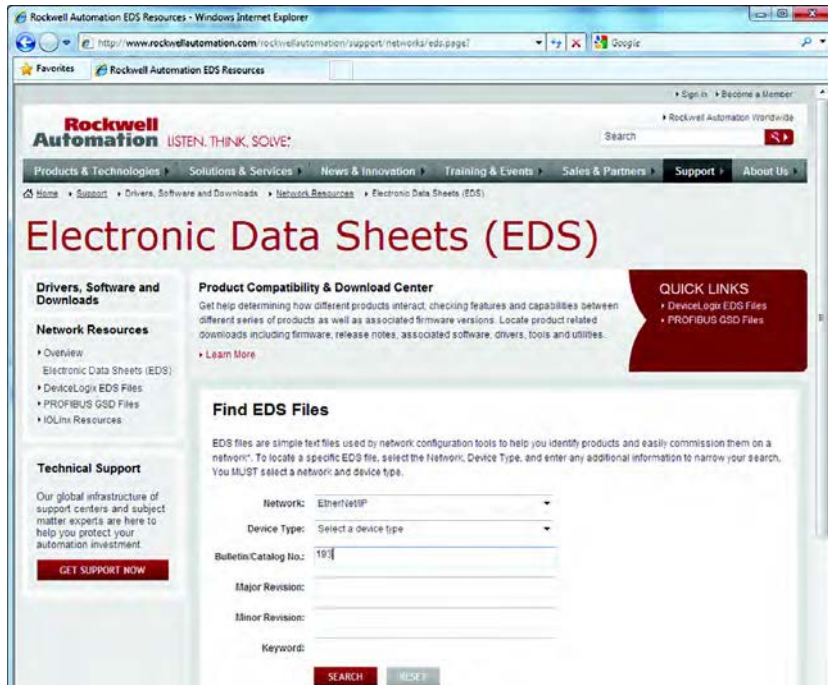 Rockwell Automation EDS Resources - Windows Internet Explorer
http://www.rockwellautomation.com/rockwellautomation/support/networks/eds.page?
Google
Favorites
Rockwell Automation EDS Resources
Sign in
Become a Member
Rockwell Automation Worldwide
Rockwell
Automation
LISTEN. THINK. SOLVE.
Search
Products & Technologies
Solutions & Services
News & Innovation
Training & Events
Sales & Partners
Support
About Us
Home
Support
Drivers, Software and Downloads
Network Resources
Electronic Data Sheets (EDS)
Electronic Data Sheets (EDS)
Drivers, Software and
Downloads
Network Resources
Overview
Electronic Data Sheets (EDS)
DeviceLogix EDS Files
PROFIBUS GSD Files
IOLinx Resources
Technical Support
Our global infrastructure of
support centers and subject
matter experts are here to
help you protect your
automation investment.
GET SUPPORT NOW
Product Compatibility & Download Center
Get help determining how different products interact, checking features and capabilities between
different series of products as well as associated firmware versions. Locate product related
downloads including firmware, release notes, associated software, drivers, tools and utilities.
Learn More
QUICK LINKS
DeviceLogix EDS Files
PROFIBUS GSD Files
Find EDS Files
EDS files are simple text files used by network configuration tools to help you identify products and easily commission them on a
network*. To locate a specific EDS file, select the Network, Device Type, and enter any additional information to narrow your search.
You MUST select a network and device type.
Network: EtherNet/IP
Device Type: Select a device type
Bulletin/Catalog No.: 193
Major Revision:
Minor Revision:
Keyword:
SEARCH
RESET